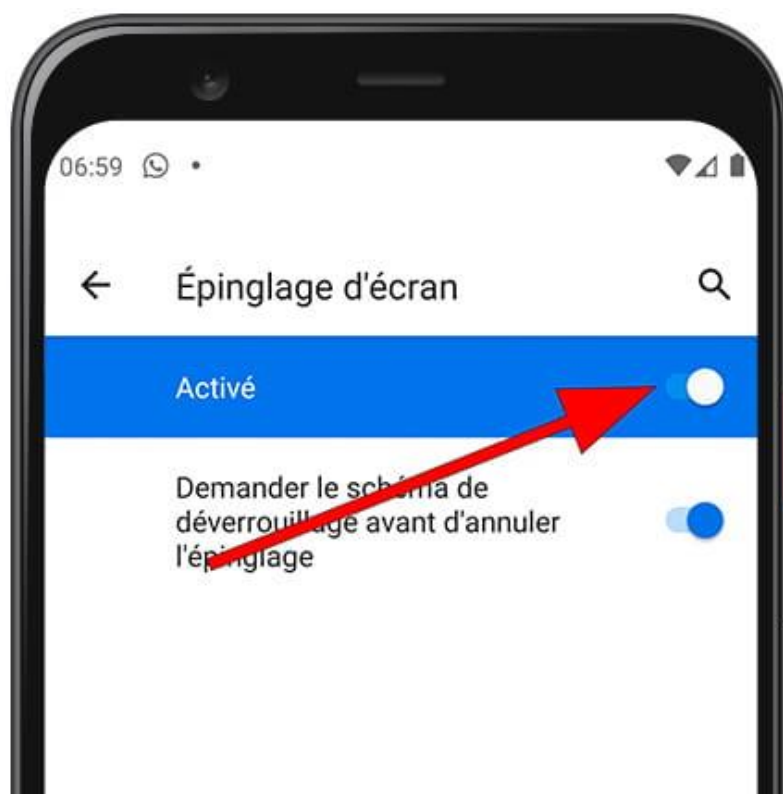 06:59
Épinglage d'écran
Activé
Demander le schéma de
déverrouillage avant d'annuler
l'épinglage